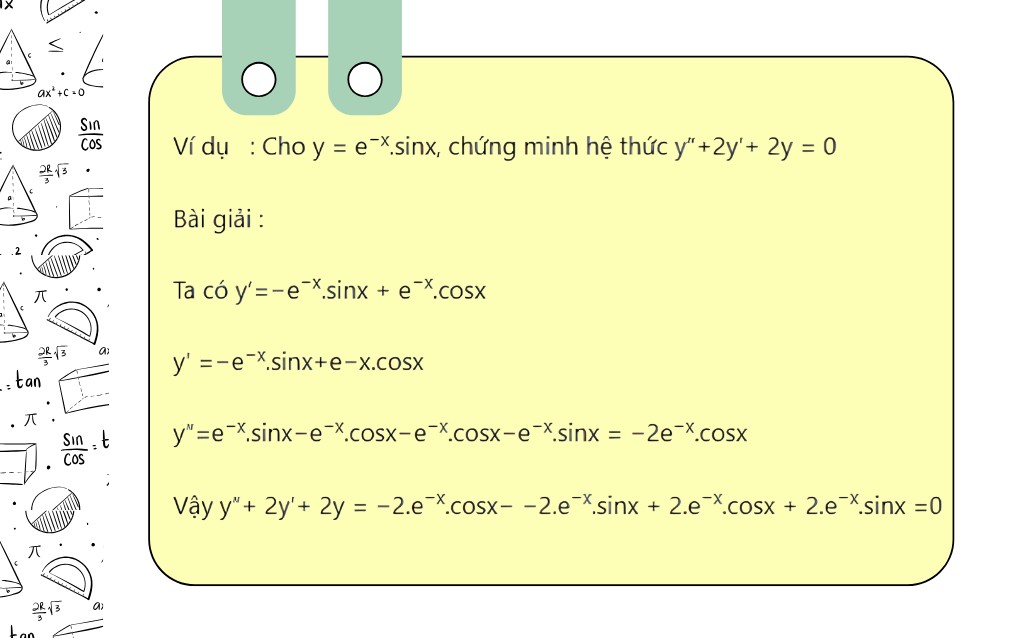 Ví dụ : Cho y = e⁻ˣ.sinx, chứng minh hệ thức y″+2y′+ 2y = 0
Bài giải :
Ta có y′=−e⁻ˣ.sinx + e⁻ˣ.cosx
y' =−e⁻ˣ.sinx+e−x.cosx
y″=e⁻ˣ.sinx−e⁻ˣ.cosx−e⁻ˣ.cosx−e⁻ˣ.sinx = −2e⁻ˣ.cosx
Vậy y″+ 2y′+ 2y = −2.e⁻ˣ.cosx− −2.e⁻ˣ.sinx + 2.e⁻ˣ.cosx + 2.e⁻ˣ.sinx =0